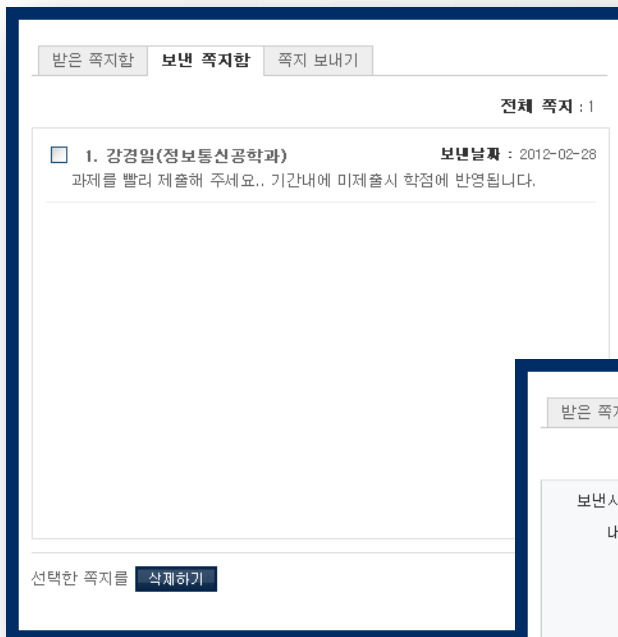 받은 쪽지함 보낸 쪽지함 쪽지 보내기
전체 쪽지 : 1
1. 강경일(정보통신공학과) 보낸날짜 : 2012-02-28
과제를 빨리 제출해 주세요.. 기간내에 미제출시 학점에 반영됩니다.
받은
보낸
선택한 쪽지를 삭제하기